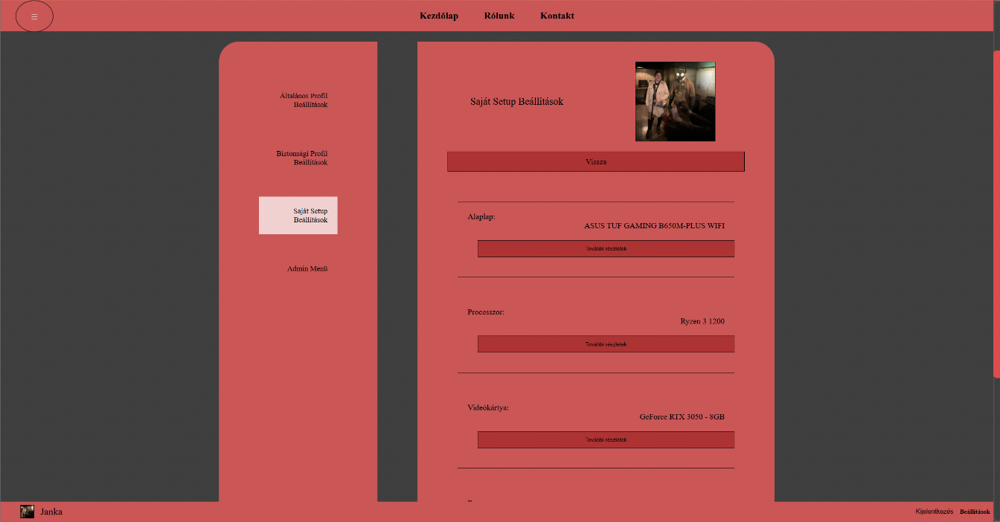 Kezdőlap Rólunk Kontakt
Általános Profil
Beállítások
Biztonsági Profil
Beállítások
Saját Setup
Beállítások
Admin Menü
Saját Setup Beállítások
Vissza
Alaplap:
ASUS TUF GAMING B650M-PLUS WIFI
További részletek
Processzor:
Ryzen 3 1200
További részletek
Videókártya:
GeForce RTX 3050 - 8GB
További részletek
Janka
Kijelentkezés Beállítások